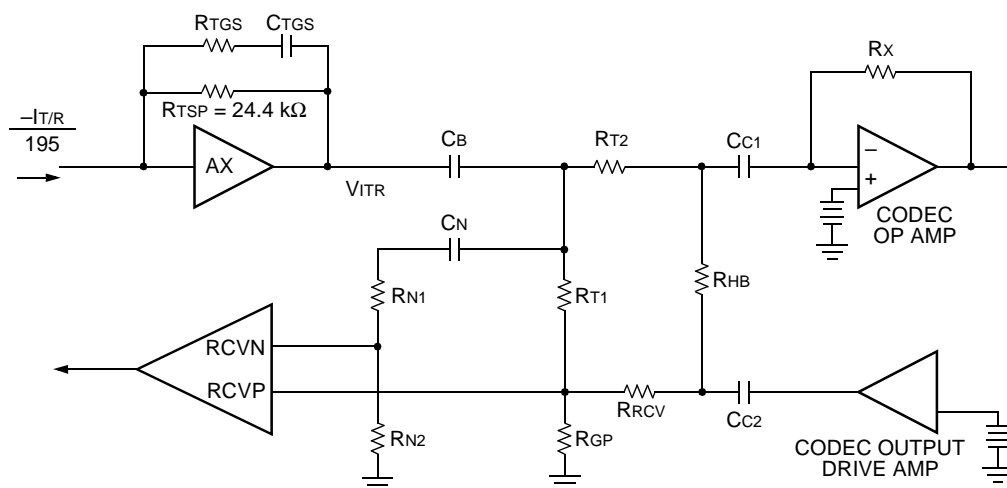 RTGS
CTGS
RTSP = 24.4 kΩ
–IT/R
195
AX
VITR
CB
RT2
CC1
RX
–
+
CODEC
OP AMP
CN
RN1
RT1
RHB
RCVN
RCVP
RN2
RGP
RRCV
CC2
CODEC OUTPUT
DRIVE AMP